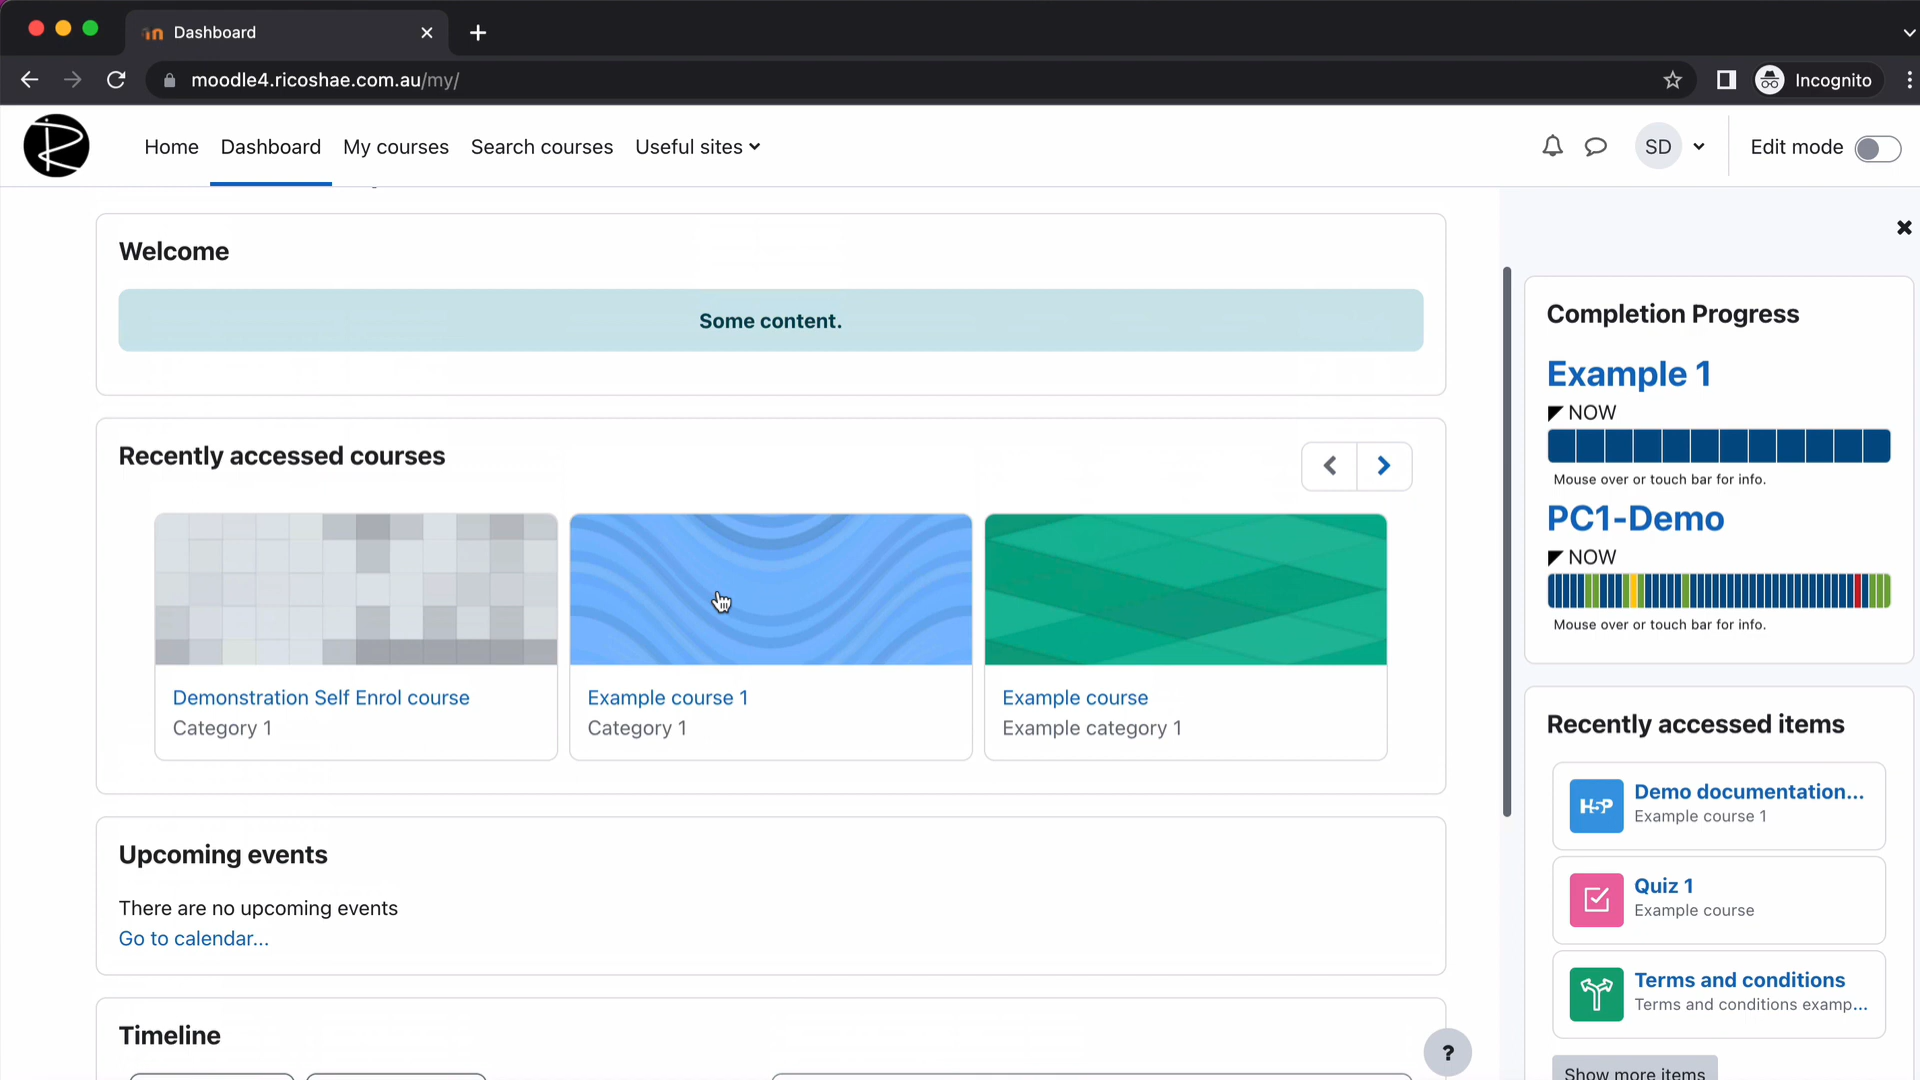 Dashboard
moodle4.ricoshae.com.au/my/
Incognito
Home
Dashboard
My courses
Search courses
Useful sites
SD
Edit mode
Welcome
Some content.
Recently accessed courses
Demonstration Self Enrol course
Category 1
Example course 1
Category 1
Example course
Example category 1
Upcoming events
There are no upcoming events
Go to calendar...
Timeline
?
Completion Progress
Example 1
NOW
Mouse over or touch bar for info.
PC1-Demo
NOW
Mouse over or touch bar for info.
Recently accessed items
H5P
Demo documentation...
Example course 1
Quiz 1
Example course
Terms and conditions
Terms and conditions examp...
Show more items